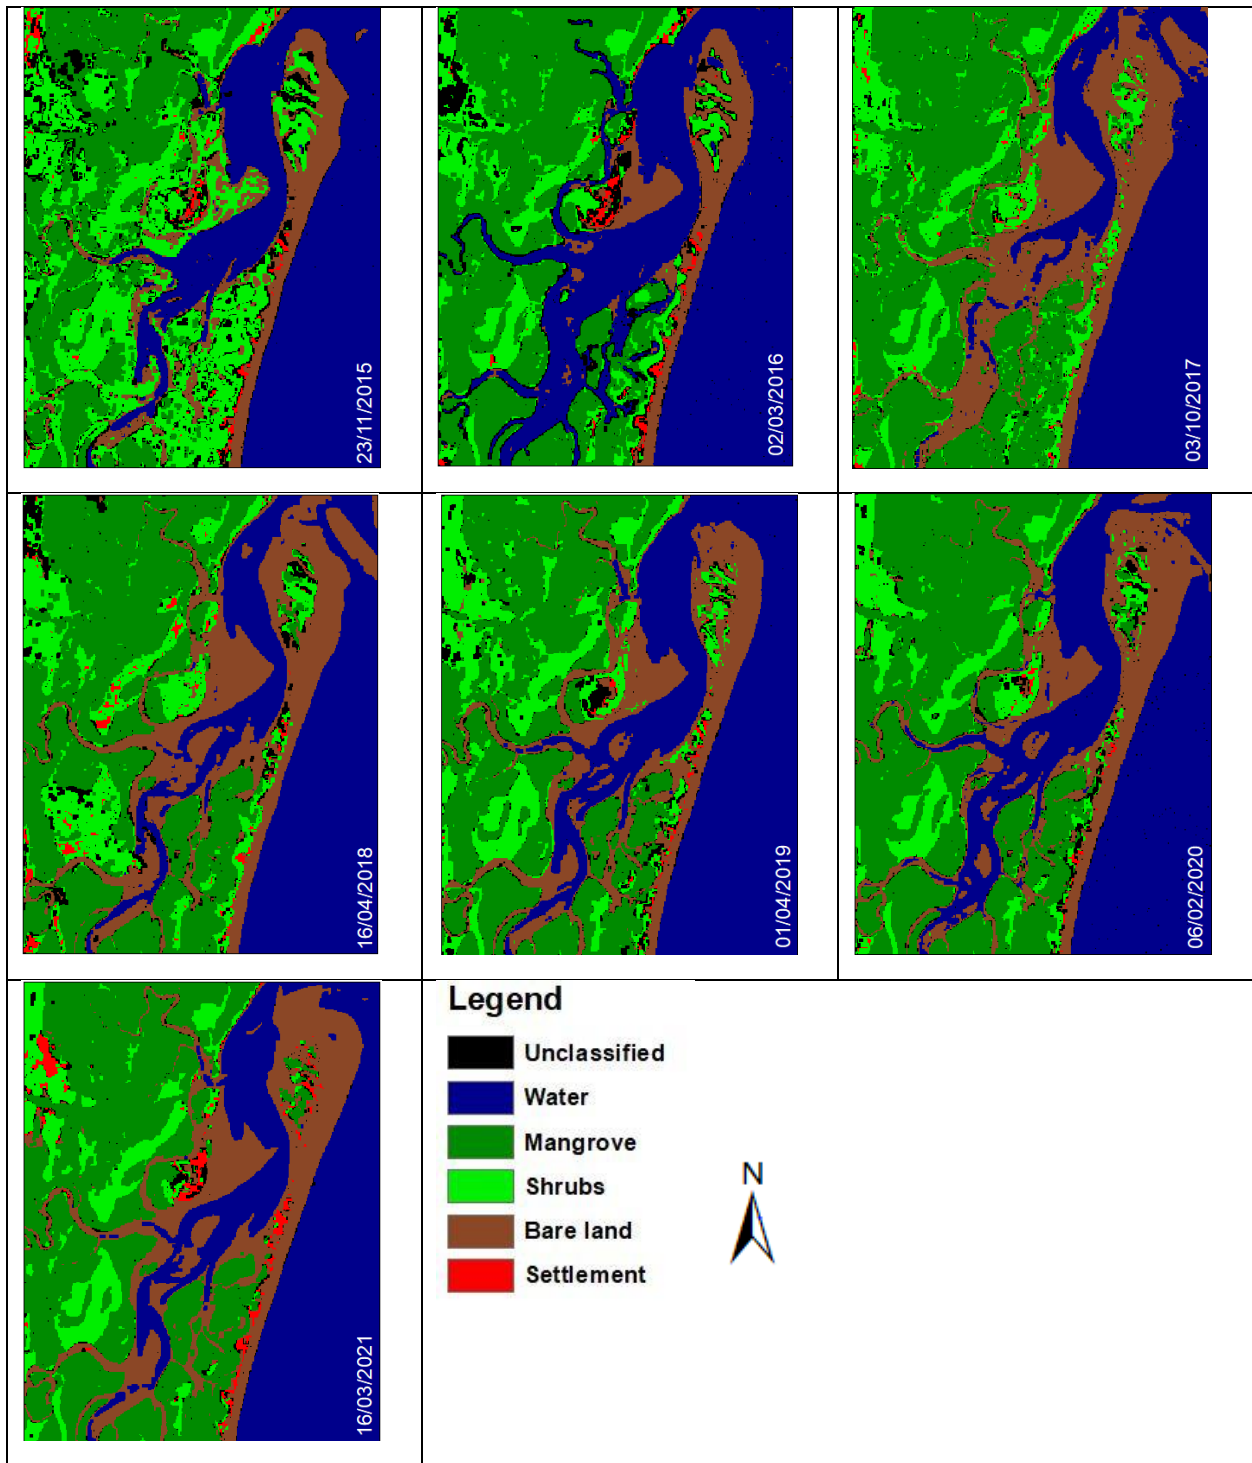 23/11/2015
02/03/2016
03/10/2017
16/04/2018
01/04/2019
06/02/2020
16/03/2021
Legend
Unclassified
Water
Mangrove
Shrubs
Bare land
Settlement
N